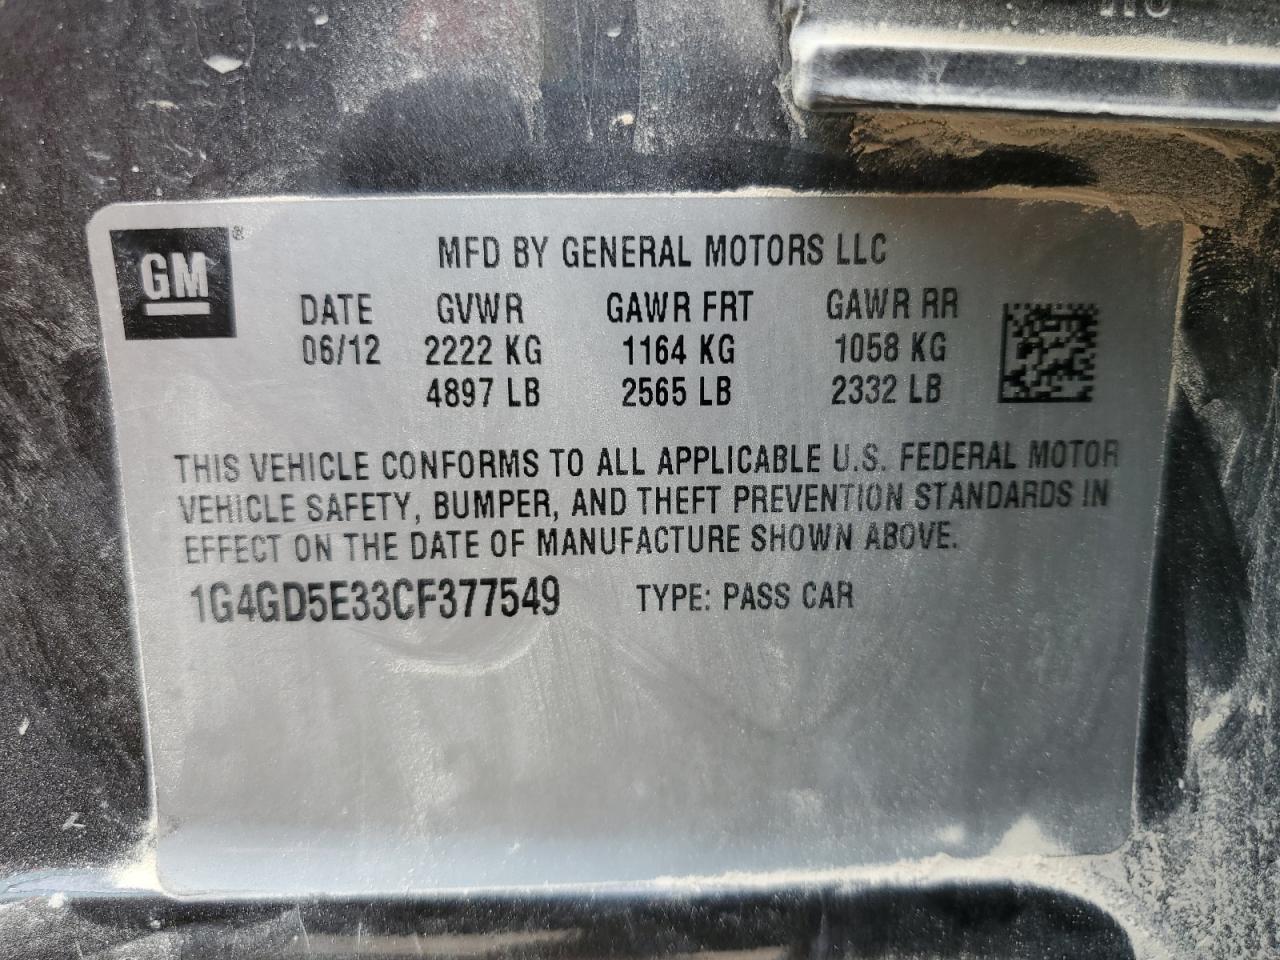 GM®
MFD BY GENERAL MOTORS LLC
DATE GVWR GAWR FRT GAWR RR
06/12 2222 KG 1164 KG 1058 KG
4897 LB 2565 LB 2332 LB
THIS VEHICLE CONFORMS TO ALL APPLICABLE U.S. FEDERAL MOTOR
VEHICLE SAFETY, BUMPER, AND THEFT PREVENTION STANDARDS IN
EFFECT ON THE DATE OF MANUFACTURE SHOWN ABOVE.
1G4GD5E33CF377549 TYPE: PASS CAR